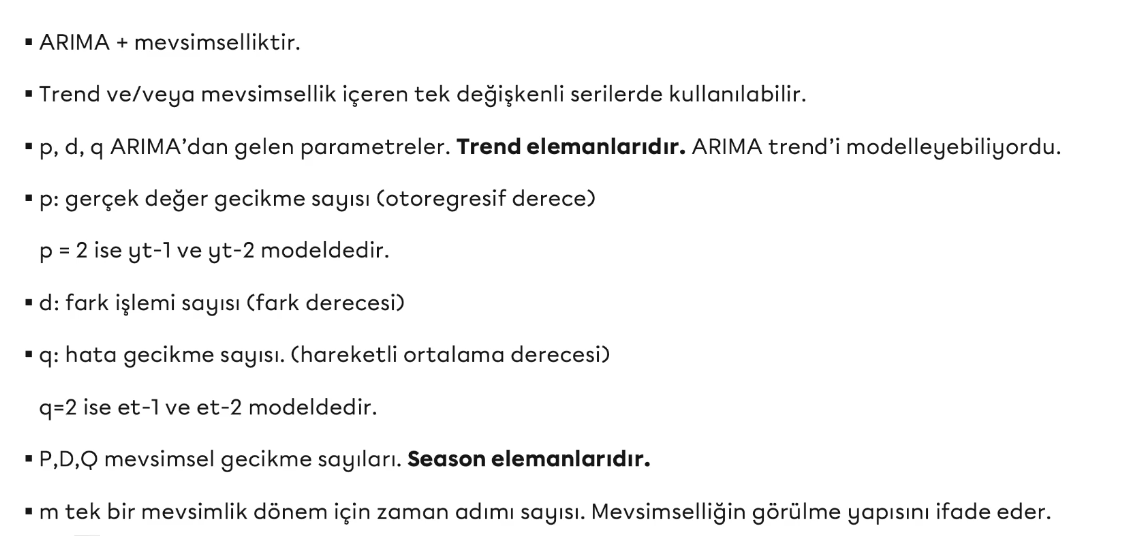 ▪ ARIMA + mevsimselliktir.
▪ Trend ve/veya mevsimsellik içeren tek değişkenli serilerde kullanılabilir.
▪ p, d, q ARIMA’dan gelen parametreler. Trend elemanlarıdır. ARIMA trend’i modelleyebiliyordu.
▪ p: gerçek değer gecikme sayısı (otoregresif derece)
p = 2 ise yt-1 ve yt-2 modeldedir.
▪ d: fark işlemi sayısı (fark derecesi)
▪ q: hata gecikme sayısı. (hareketli ortalama derecesi)
q=2 ise et-1 ve et-2 modeldedir.
▪ P,D,Q mevsimsel gecikme sayıları. Season elemanlarıdır.
▪ m tek bir mevsimlik dönem için zaman adımı sayısı. Mevsimselliğin görülme yapısını ifade eder.